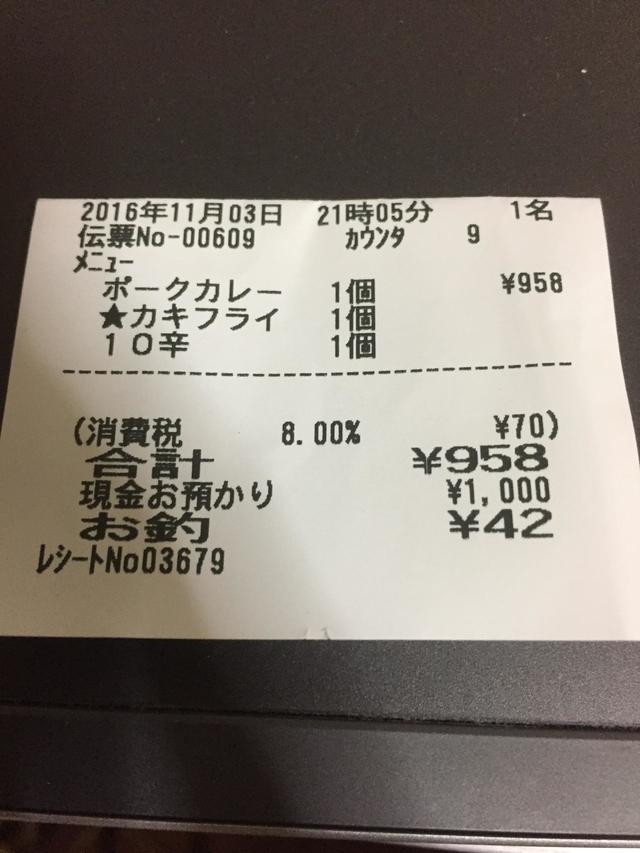 2016年11月03日 21時05分 1名
伝票No-00609 ｶｳﾝﾀ 9
ﾒﾆｭｰ
ポークカレー 1個 ¥958
★カキフライ 1個
１０辛 1個
--------------------------------
(消費税 8.00% ¥70)
合計 ¥958
現金お預かり ¥1,000
お釣 ¥42
ﾚｼｰﾄNo03679